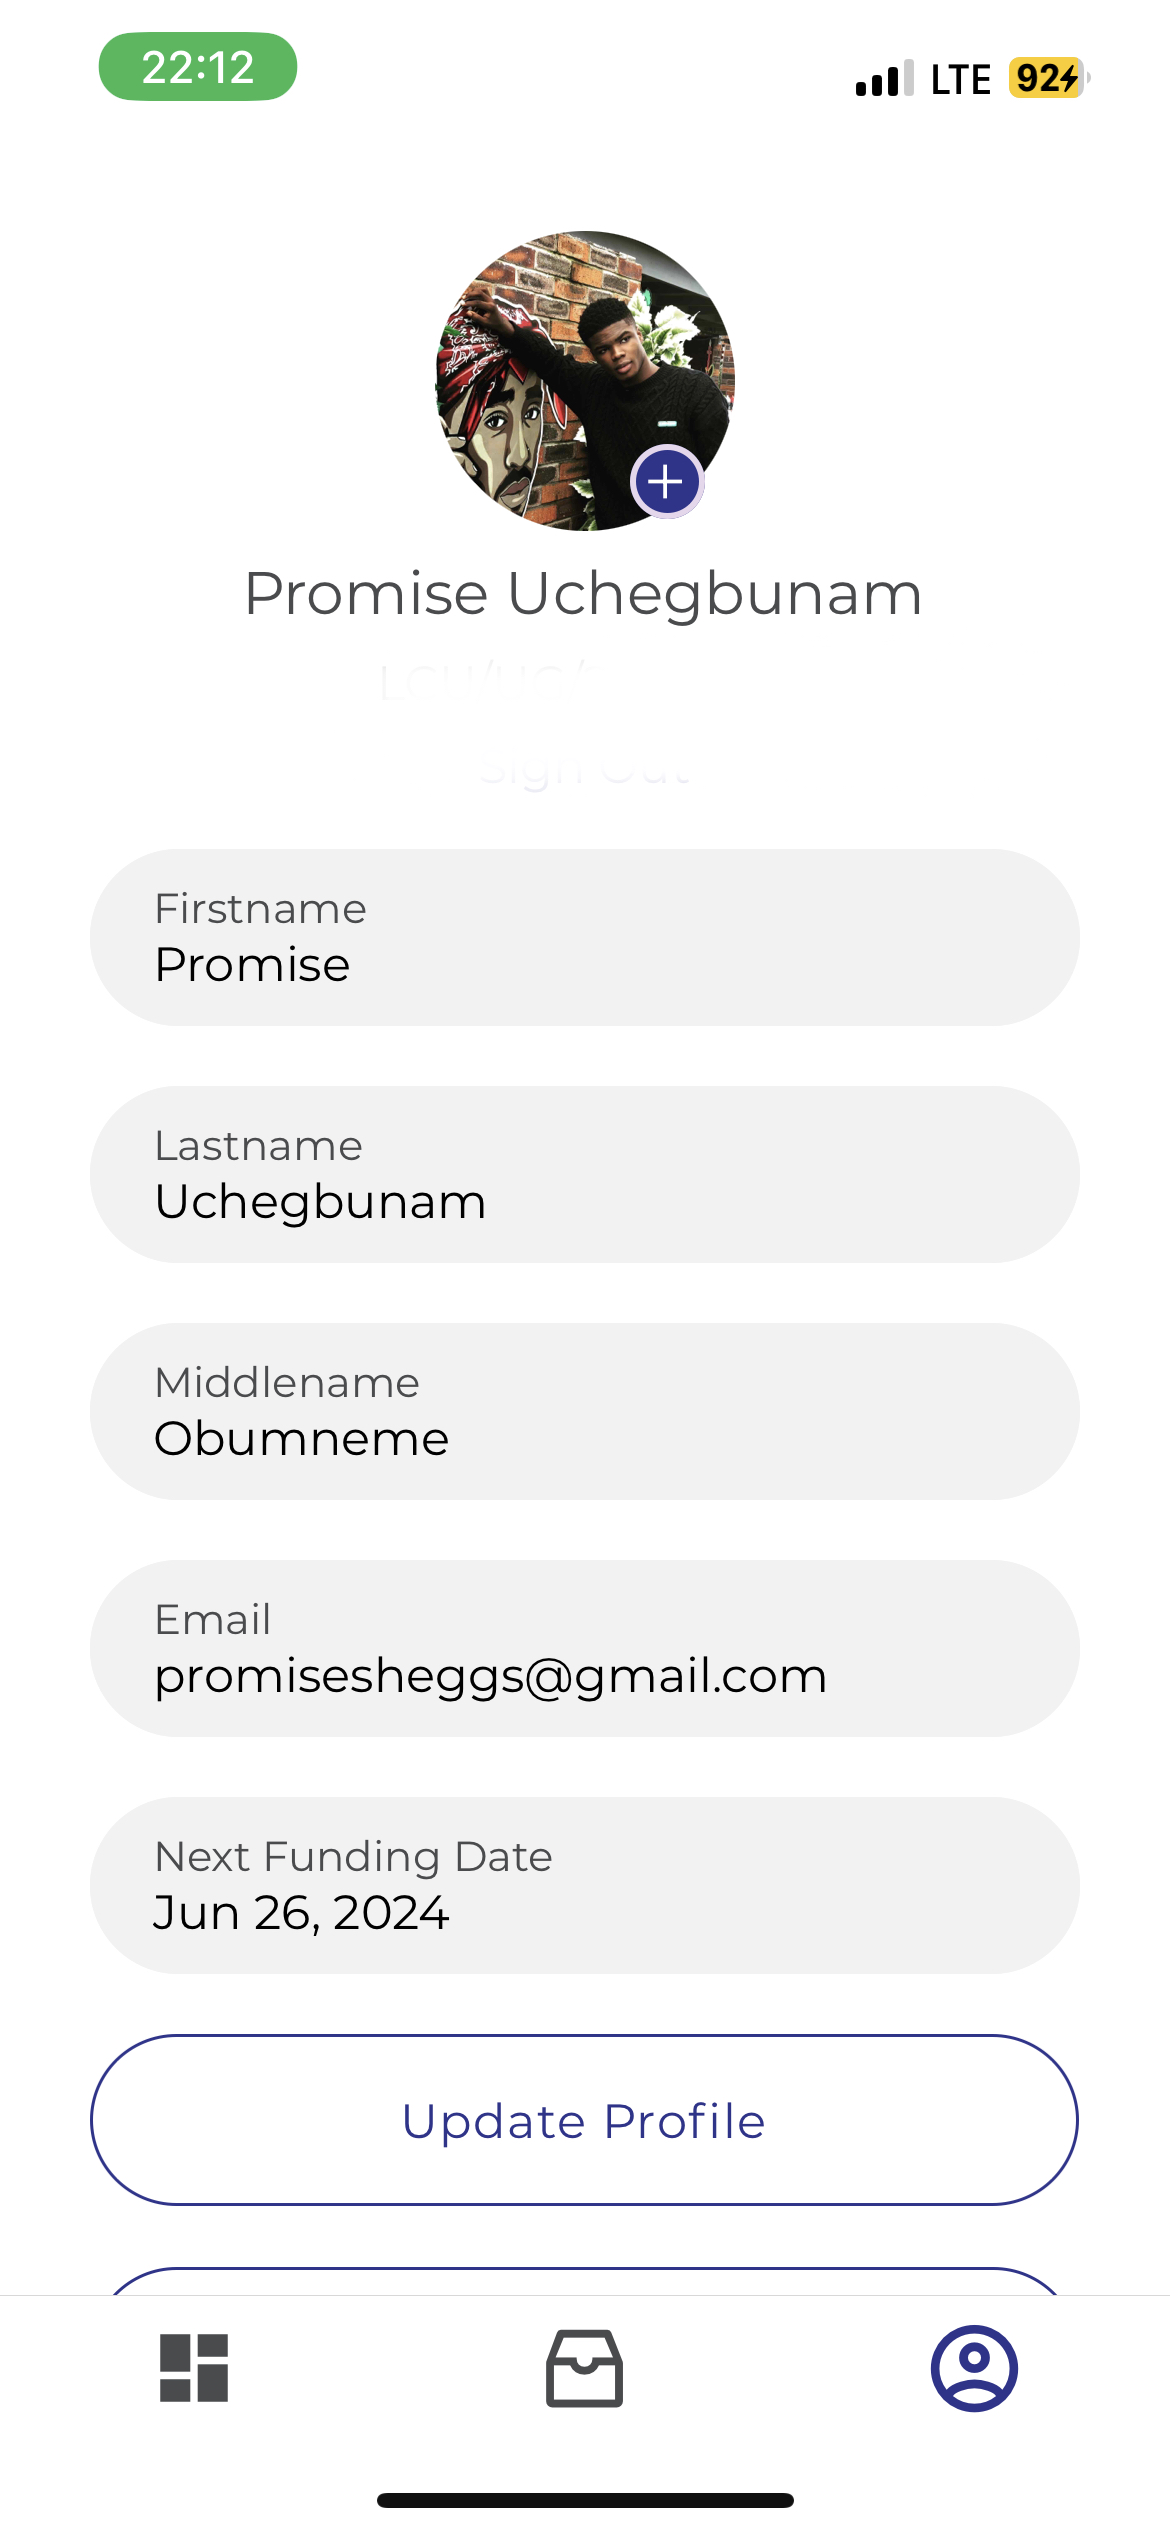 22:12 LTE 92
Promise Uchegbunam
Sign Out
Firstname
Promise
Lastname
Uchegbunam
Middlename
Obumneme
Email
promisesheggs@gmail.com
Next Funding Date
Jun 26, 2024
Update Profile